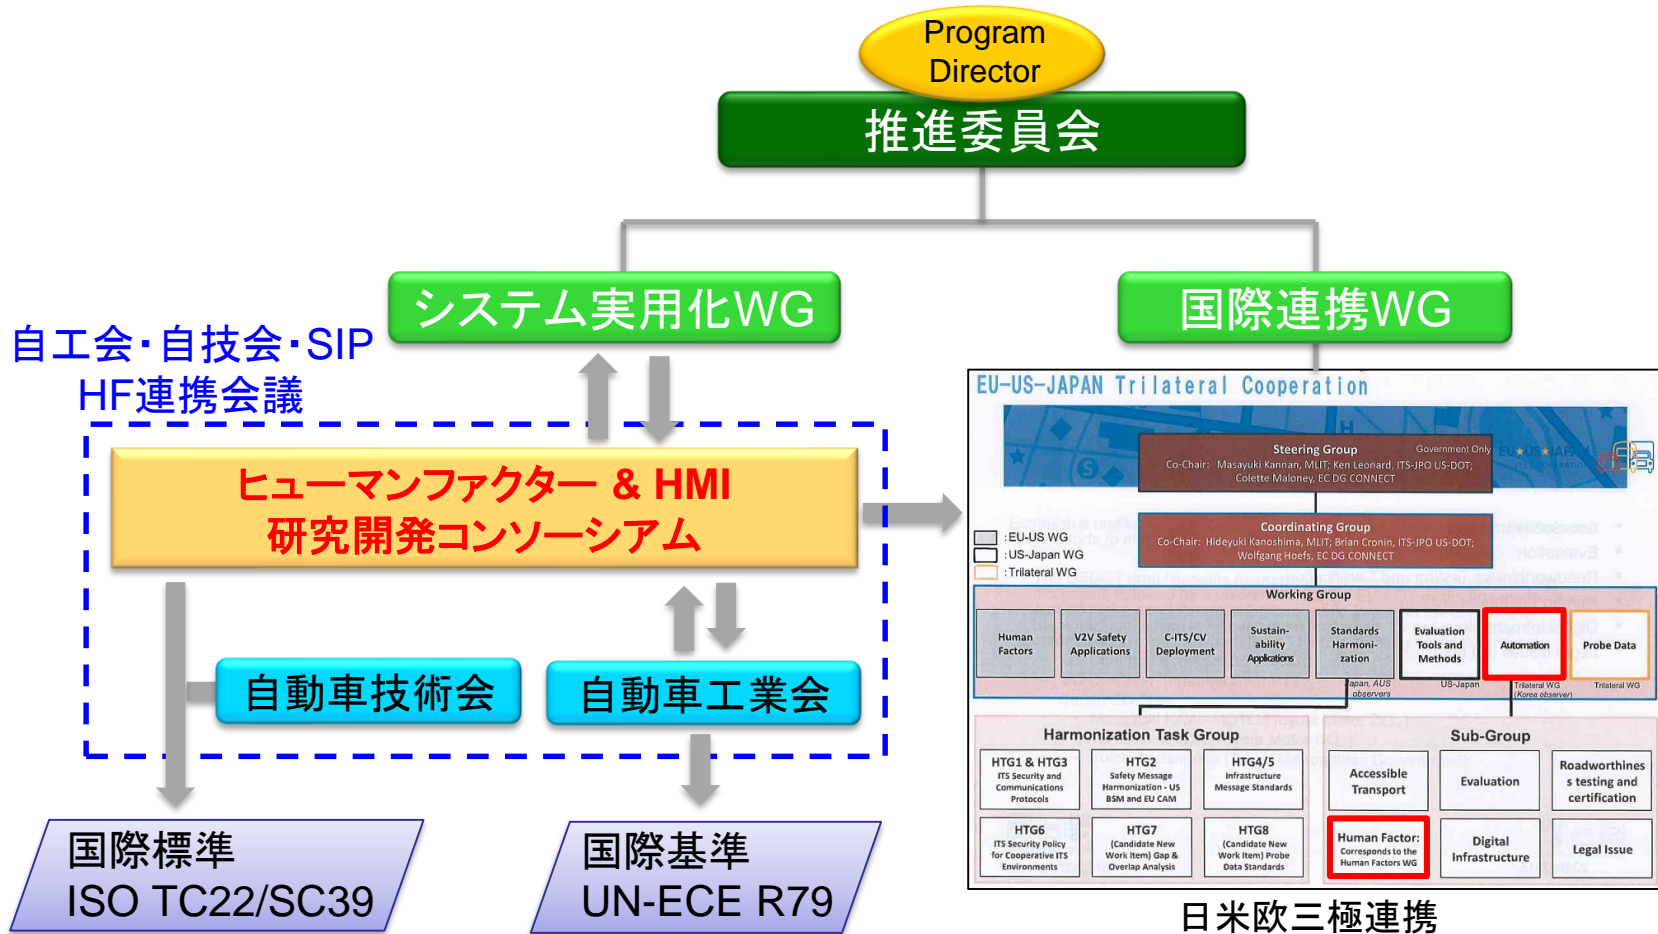 Program
Director
推進委員会
システム実用化WG
国際連携WG
自工会・自技会・SIP
HF連携会議
ヒューマンファクター & HMI
研究開発コンソーシアム
自動車技術会
自動車工業会
国際標準
ISO TC22/SC39
国際基準
UN-ECE R79
EU-US-JAPAN Trilateral Cooperation
Steering Group
Government Only
Co-Chair: Masayuki Kannan, MLIT; Ken Leonard, ITS-JPO US-DOT;
Colette Maloney, EC DG CONNECT
Coordinating Group
Co-Chair: Hideyuki Kanoshima, MLIT; Brian Cronin, ITS-JPO US-DOT;
Wolfgang Hoefs, EC DG CONNECT
:EU-US WG
:US-Japan WG
:Trilateral WG
Working Group
Human
Factors
V2V Safety
Applications
C-ITS/CV
Deployment
Sustain-
ability
Applications
Standards
Harmoni-
zation
Evaluation
Tools and
Methods
Automation
Probe Data
Japan, AUS
observers
US-Japan
Trilateral WG
(Korea observer)
Trilateral WG
Harmonization Task Group
HTG1 & HTG3
ITS Security and
Communications
Protocols
HTG2
Safety Message
Harmonization - US
BSM and EU CAM
HTG4/5
Infrastructure
Message Standards
HTG6
ITS Security Policy
for Cooperative ITS
Environments
HTG7
(Candidate New
Work Item) Gap &
Overlap Analysis
HTG8
(Candidate New
Work Item) Probe
Data Standards
Sub-Group
Accessible
Transport
Evaluation
Roadworthines
s testing and
certification
Human Factor:
Corresponds to the
Human Factors WG
Digital
Infrastructure
Legal Issue
日米欧三極連携